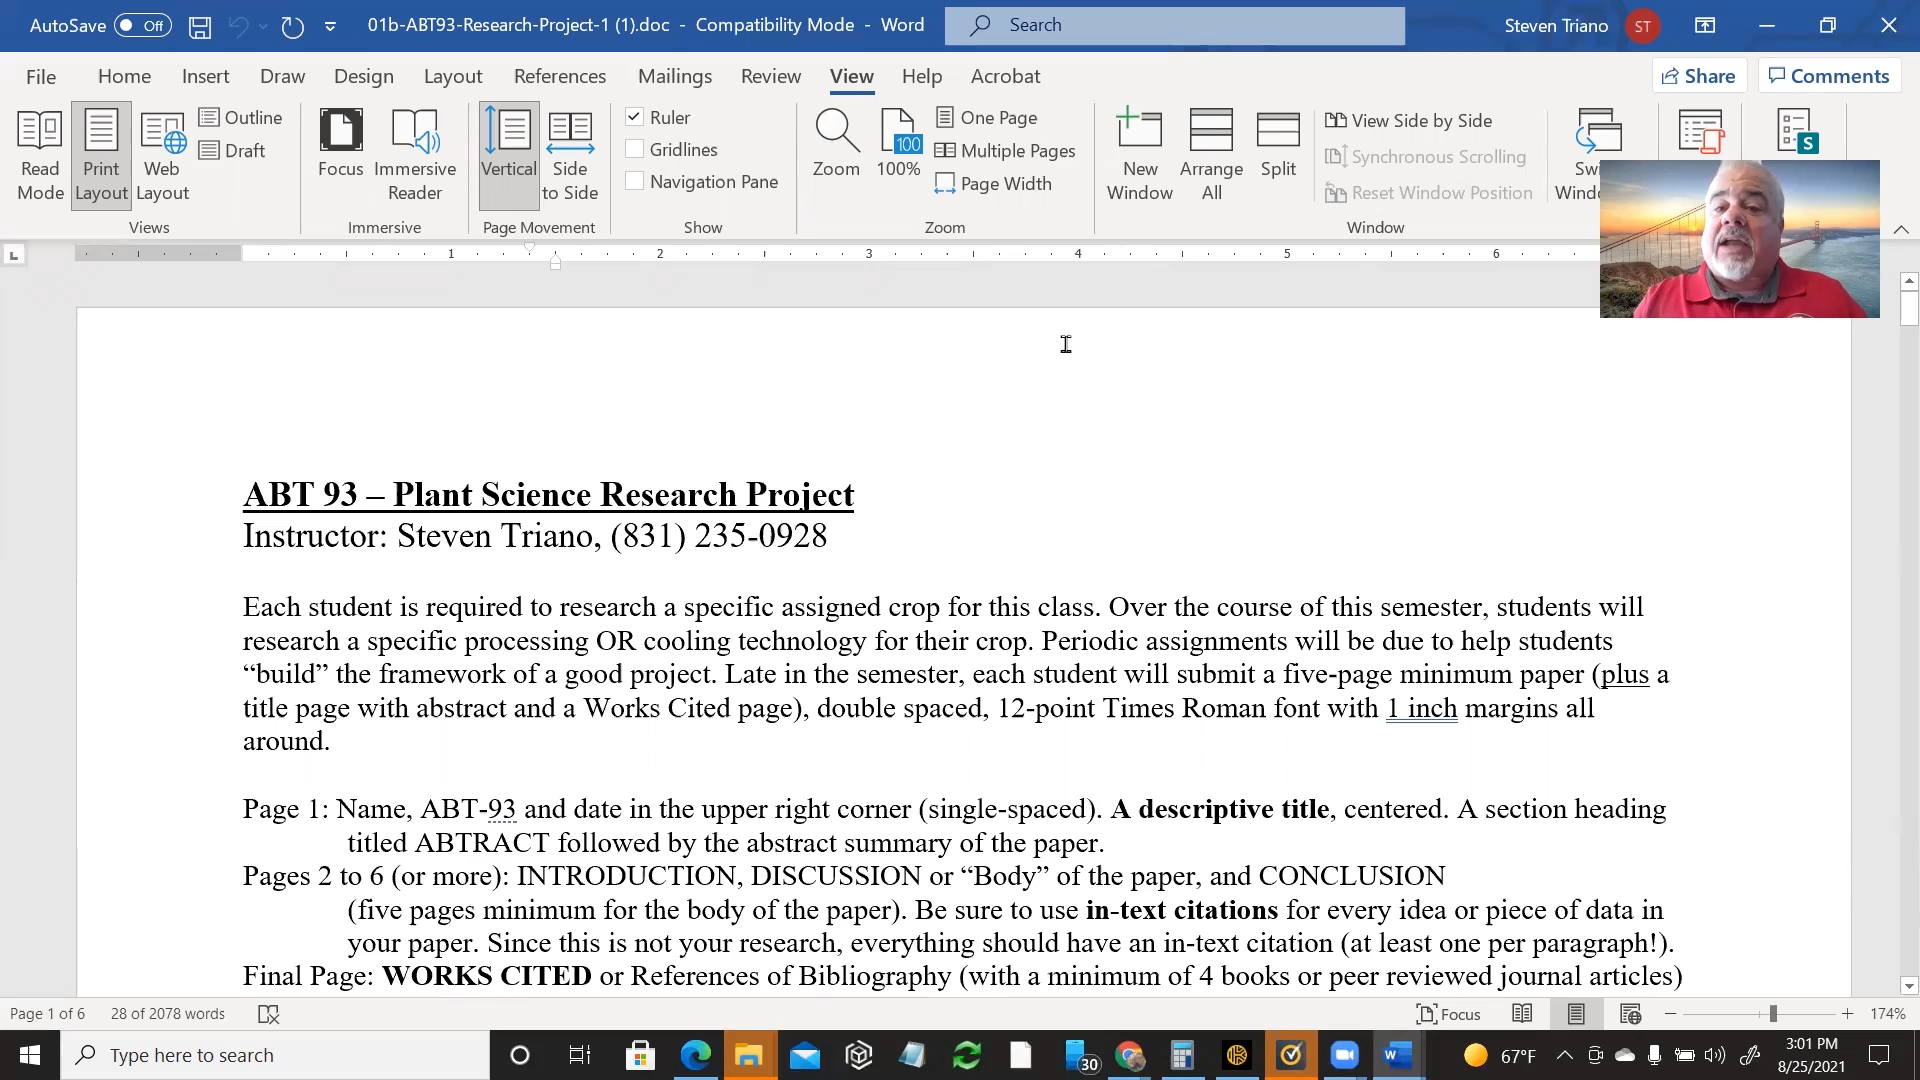 AutoSave Off 01b-ABT93-Research-Project-1 (1).doc - Compatibility Mode - Word Search Steven Triano ST
File Home Insert Draw Design Layout References Mailings Review View Help Acrobat Share Comments
Read Mode Print Layout Web Layout Outline Draft Focus Immersive Reader Vertical Side to Side Ruler Gridlines Navigation Pane Zoom 100 100% One Page Multiple Pages Page Width New Window Arrange All Split View Side by Side Synchronous Scrolling Reset Window Position S
Views Immersive Page Movement Show Zoom Window
1 2 3 4 5 6
ABT 93 – Plant Science Research Project
Instructor: Steven Triano, (831) 235-0928
Each student is required to research a specific assigned crop for this class. Over the course of this semester, students will
research a specific processing OR cooling technology for their crop. Periodic assignments will be due to help students
“build” the framework of a good project. Late in the semester, each student will submit a five-page minimum paper (plus a
title page with abstract and a Works Cited page), double spaced, 12-point Times Roman font with 1 inch margins all
around.
Page 1: Name, ABT-93 and date in the upper right corner (single-spaced). A descriptive title, centered. A section heading
titled ABTRACT followed by the abstract summary of the paper.
Pages 2 to 6 (or more): INTRODUCTION, DISCUSSION or “Body” of the paper, and CONCLUSION
(five pages minimum for the body of the paper). Be sure to use in-text citations for every idea or piece of data in
your paper. Since this is not your research, everything should have an in-text citation (at least one per paragraph!).
Final Page: WORKS CITED or References of Bibliography (with a minimum of 4 books or peer reviewed journal articles)
Page 1 of 6 28 of 2078 words Focus 174%
Type here to search 30 67°F 3:01 PM
8/25/2021